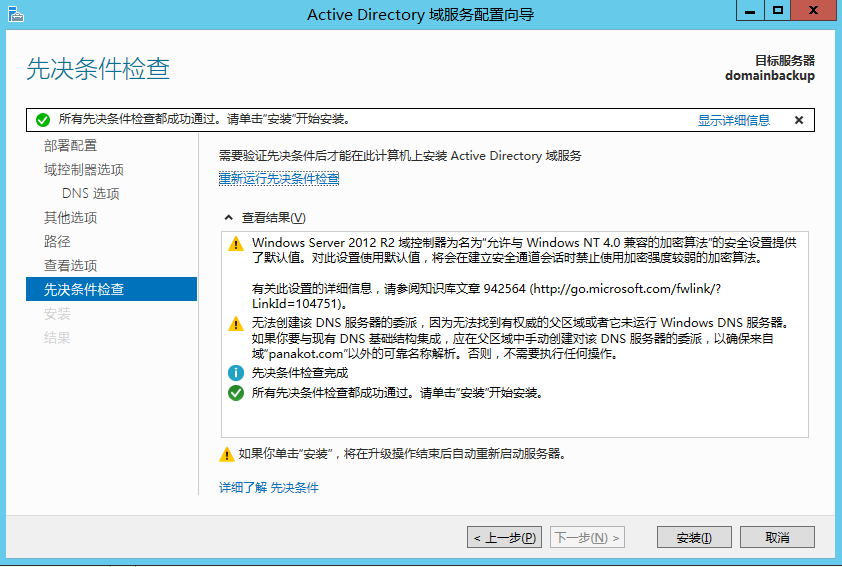 Active Directory 域服务配置向导
先决条件检查
目标服务器
domainbackup
所有先决条件检查都成功通过。请单击“安装”开始安装。
显示详细信息
部署配置
域控制器选项
DNS 选项
其他选项
路径
查看选项
先决条件检查
安装
结果
需要验证先决条件后才能在此计算机上安装 Active Directory 域服务
重新运行先决条件检查
查看结果(V)
Windows Server 2012 R2 域控制器为名为“允许与 Windows NT 4.0 兼容的加密算法”的安全设置提供
了默认值。对此设置使用默认值，将会在建立安全通道会话时禁止使用加密强度较弱的加密算法。
有关此设置的详细信息，请参阅知识库文章 942564 (http://go.microsoft.com/fwlink/?
LinkId=104751)。
无法创建该 DNS 服务器的委派，因为无法找到有权威的父区域或者它未运行 Windows DNS 服务器。
如果你要与现有 DNS 基础结构集成，应在父区域中手动创建对该 DNS 服务器的委派，以确保来自
域“panakot.com”以外的可靠名称解析。否则，不需要执行任何操作。
先决条件检查完成
所有先决条件检查都成功通过。请单击“安装”开始安装。
如果你单击“安装”，将在升级操作结束后自动重新启动服务器。
详细了解 先决条件
< 上一步(P)
下一步(N) >
安装(I)
取消